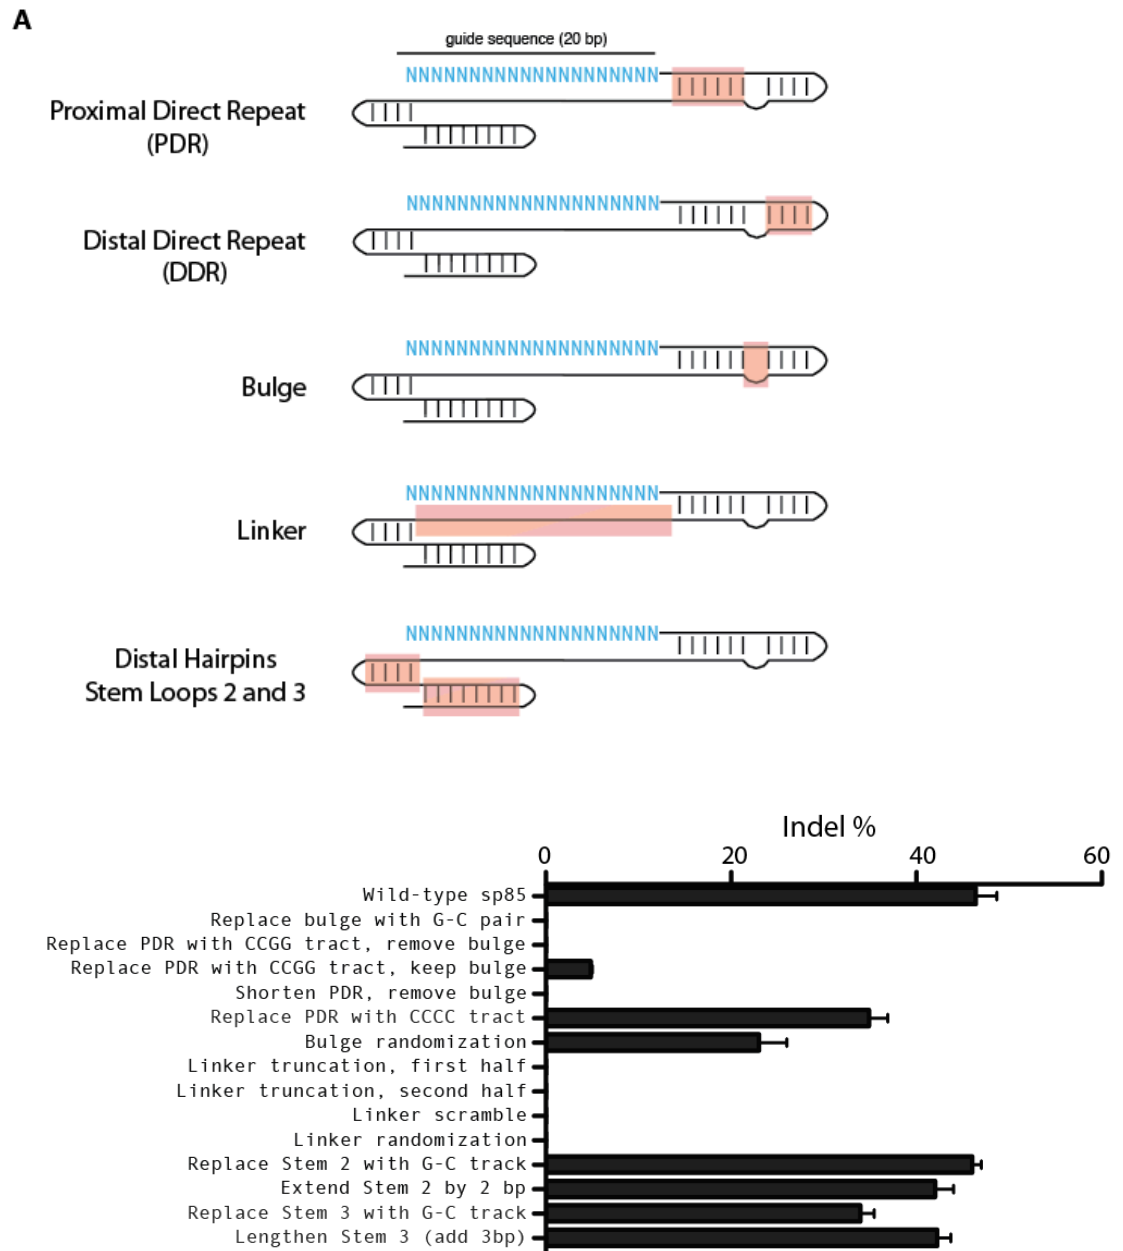 A
guide sequence (20 bp)
NNNNNNNNNNNNNNNNNNNN
Proximal Direct Repeat
(PDR)
NNNNNNNNNNNNNNNNNNNN
Distal Direct Repeat
(DDR)
NNNNNNNNNNNNNNNNNNNN
Bulge
NNNNNNNNNNNNNNNNNNNN
Linker
NNNNNNNNNNNNNNNNNNNN
Distal Hairpins
Stem Loops 2 and 3
Indel %
0 20 40 60
Wild-type sp85
Replace bulge with G-C pair
Replace PDR with CCGG tract, remove bulge
Replace PDR with CCGG tract, keep bulge
Shorten PDR, remove bulge
Replace PDR with CCCC tract
Bulge randomization
Linker truncation, first half
Linker truncation, second half
Linker scramble
Linker randomization
Replace Stem 2 with G-C track
Extend Stem 2 by 2 bp
Replace Stem 3 with G-C track
Lengthen Stem 3 (add 3bp)